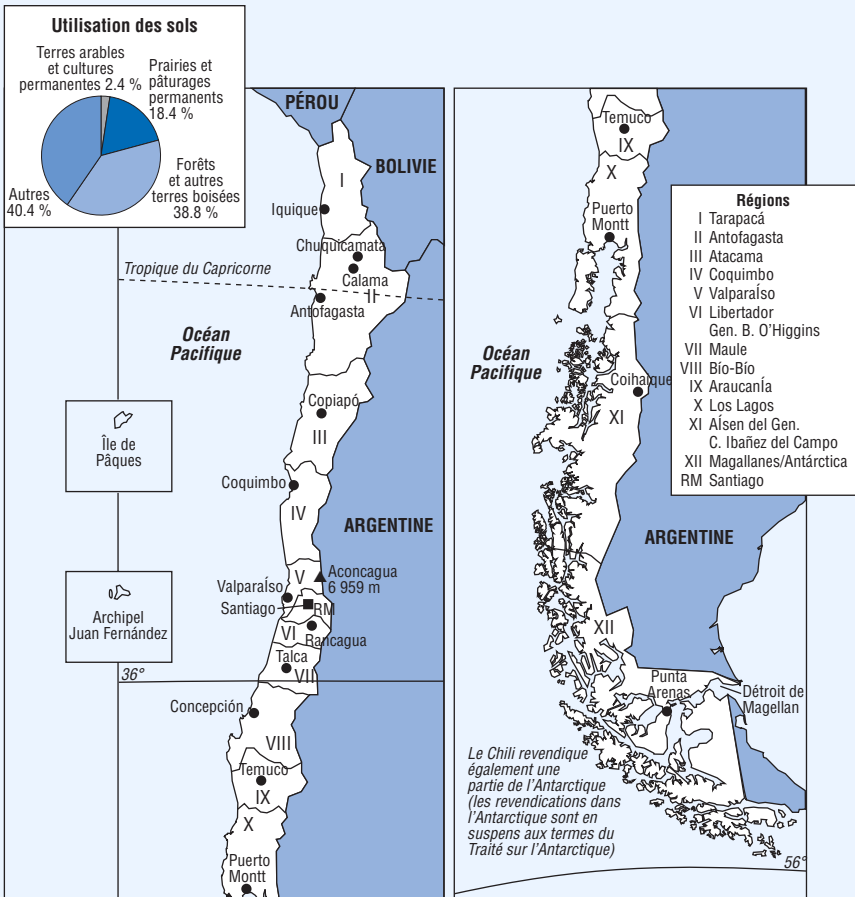 Utilisation des sols
Terres arables
et cultures
permanentes 2.4 %
Prairies et
pâturages
permanents
18.4 %
Autres
40.4 %
Forêts
et autres
terres boisées
38.8 %
PÉROU
BOLIVIE
I
Iquique
Chuquicamata
Calama
II
Tropique du Capricorne
Antofagasta
Océan
Pacifique
Copiapó
III
Île de
Pâques
Coquimbo
IV
ARGENTINE
V
Aconcagua
6 959 m
Valparaíso
Santiago
RM
VI
Rancagua
Archipel
Juan Fernández
Talca
VII
36°
Concepción
VIII
Temuco
IX
X
Puerto
Montt
Temuco
IX
X
Puerto
Montt
Océan
Pacifique
Coihaique
XI
ARGENTINE
XII
Punta
Arenas
Détroit de
Magellan
Le Chili revendique
également une
partie de l'Antarctique
(les revendications dans
l'Antarctique sont en
suspens aux termes du
Traité sur l'Antarctique)
56°
Régions
I Tarapacá
II Antofagasta
III Atacama
IV Coquimbo
V Valparaíso
VI Libertador
Gen. B. O'Higgins
VII Maule
VIII Bío-Bío
IX Araucanía
X Los Lagos
XI Aísen del Gen.
C. Ibañez del Campo
XII Magallanes/Antárctica
RM Santiago